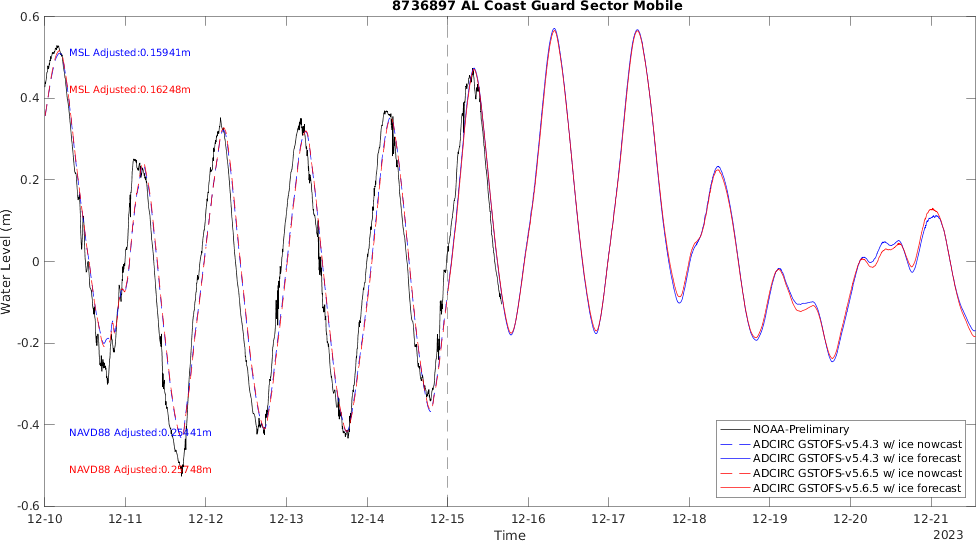 8736897 AL Coast Guard Sector Mobile
0.6
MSL Adjusted:0.15941m
MSL Adjusted:0.16248m
0.4
0.2
0
-0.2
-0.4
-0.6
Water Level (m)
NAVD88 Adjusted:0.25441m
NAVD88 Adjusted:0.25748m
NOAA-Preliminary
ADCIRC GSTOFS-v5.4.3 w/ ice nowcast
ADCIRC GSTOFS-v5.4.3 w/ ice forecast
ADCIRC GSTOFS-v5.6.5 w/ ice nowcast
ADCIRC GSTOFS-v5.6.5 w/ ice forecast
12-10 12-11 12-12 12-13 12-14 12-15 12-16 12-17 12-18 12-19 12-20 12-21
Time
2023